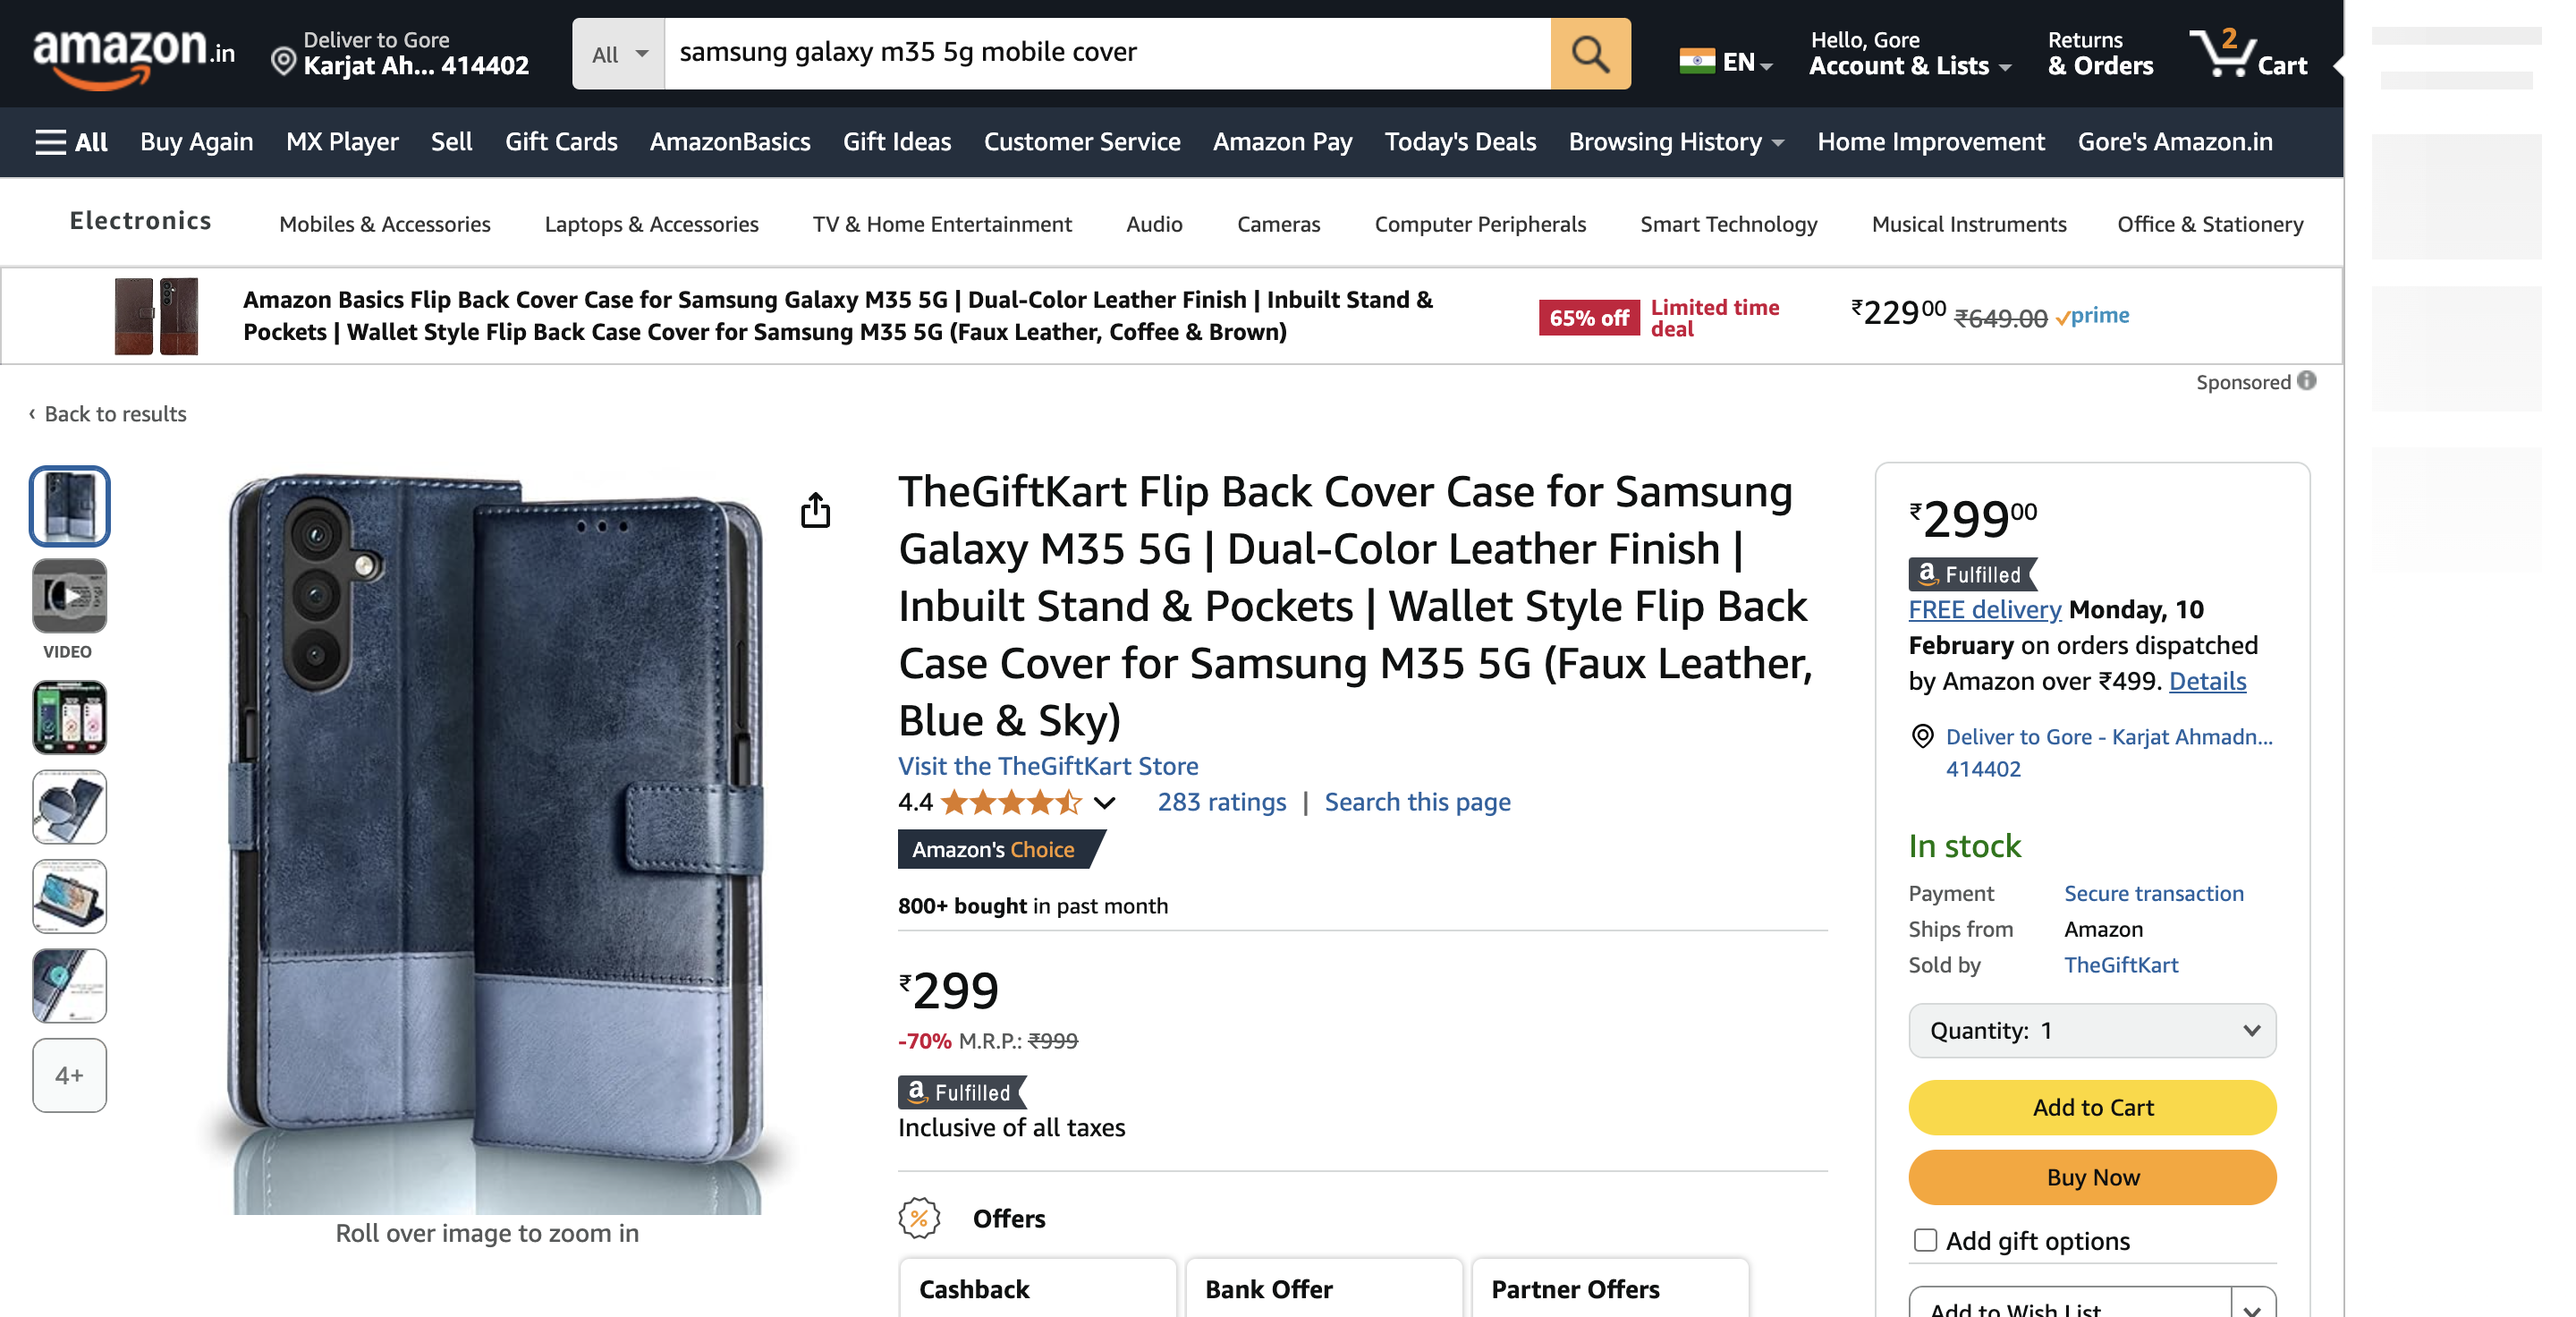 amazon.in
Deliver to Gore
Karjat Ah... 414402
All
samsung galaxy m35 5g mobile cover
EN
Hello, Gore
Account & Lists
Returns
& Orders
2
Cart
All
Buy Again
MX Player
Sell
Gift Cards
AmazonBasics
Gift Ideas
Customer Service
Amazon Pay
Today's Deals
Browsing History
Home Improvement
Gore's Amazon.in
Electronics
Mobiles & Accessories
Laptops & Accessories
TV & Home Entertainment
Audio
Cameras
Computer Peripherals
Smart Technology
Musical Instruments
Office & Stationery
Amazon Basics Flip Back Cover Case for Samsung Galaxy M35 5G | Dual-Color Leather Finish | Inbuilt Stand &
Pockets | Wallet Style Flip Back Case Cover for Samsung M35 5G (Faux Leather, Coffee & Brown)
65% off
Limited time
deal
₹22900 ₹649.00 prime
Sponsored
‹ Back to results
VIDEO
4+
Roll over image to zoom in
TheGiftKart Flip Back Cover Case for Samsung
Galaxy M35 5G | Dual-Color Leather Finish |
Inbuilt Stand & Pockets | Wallet Style Flip Back
Case Cover for Samsung M35 5G (Faux Leather,
Blue & Sky)
Visit the TheGiftKart Store
4.4
283 ratings | Search this page
Amazon's Choice
800+ bought in past month
₹299
-70% M.R.P.: ₹999
a Fulfilled
Inclusive of all taxes
% Offers
Cashback
Bank Offer
Partner Offers
₹29900
a Fulfilled
FREE delivery Monday, 10
February on orders dispatched
by Amazon over ₹499. Details
Deliver to Gore - Karjat Ahmadn...
414402
In stock
Payment Secure transaction
Ships from Amazon
Sold by TheGiftKart
Quantity: 1
Add to Cart
Buy Now
Add gift options
Add to Wish List